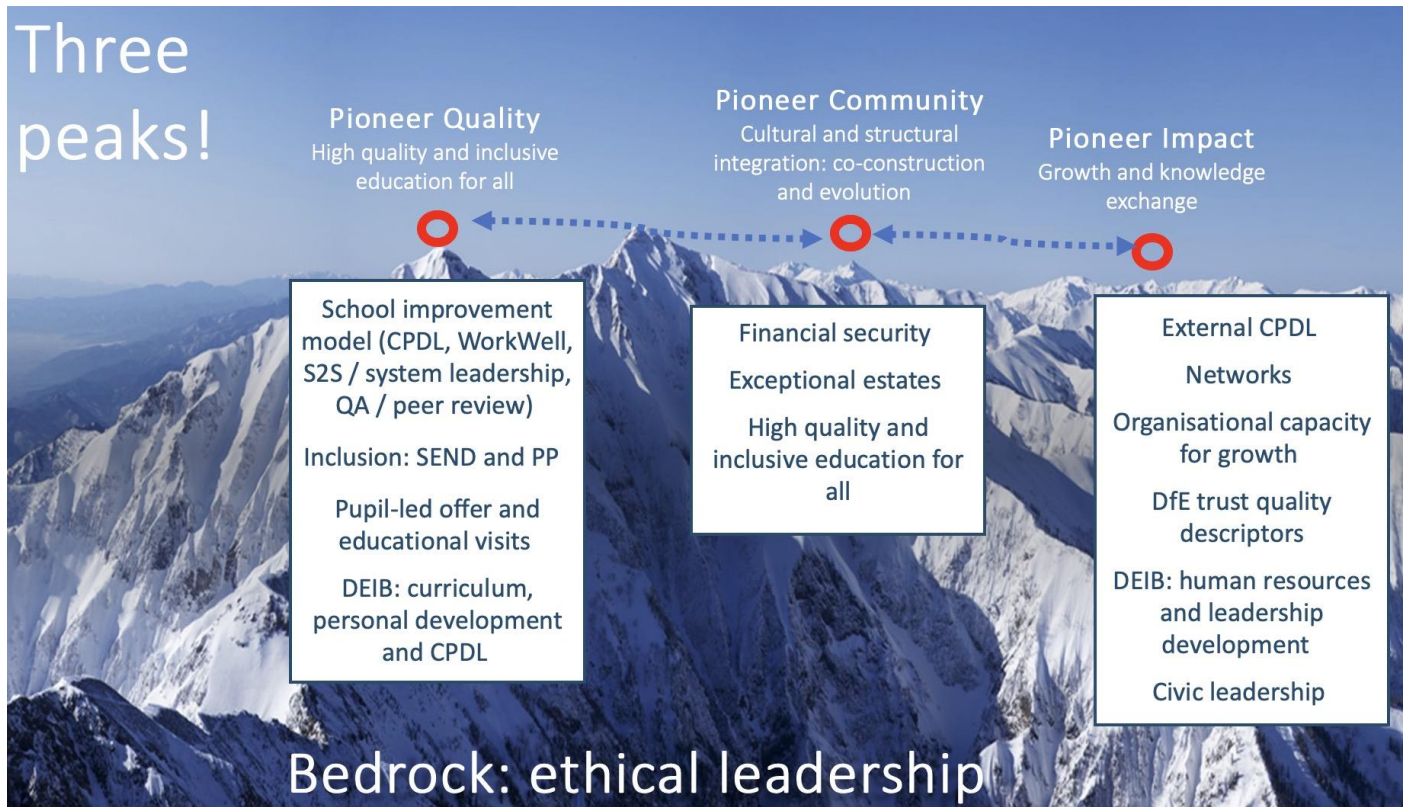 Three
peaks!
Pioneer Quality
High quality and inclusive
education for all
Pioneer Community
Cultural and structural
integration: co-construction
and evolution
Pioneer Impact
Growth and knowledge
exchange
School improvement
model (CPDL, WorkWell,
S2S / system leadership,
QA / peer review)
Inclusion: SEND and PP
Pupil-led offer and
educational visits
DEIB: curriculum,
personal development
and CPDL
Financial security
Exceptional estates
High quality and
inclusive education for
all
External CPDL
Networks
Organisational capacity
for growth
DfE trust quality
descriptors
DEIB: human resources
and leadership
development
Civic leadership
Bedrock: ethical leadership